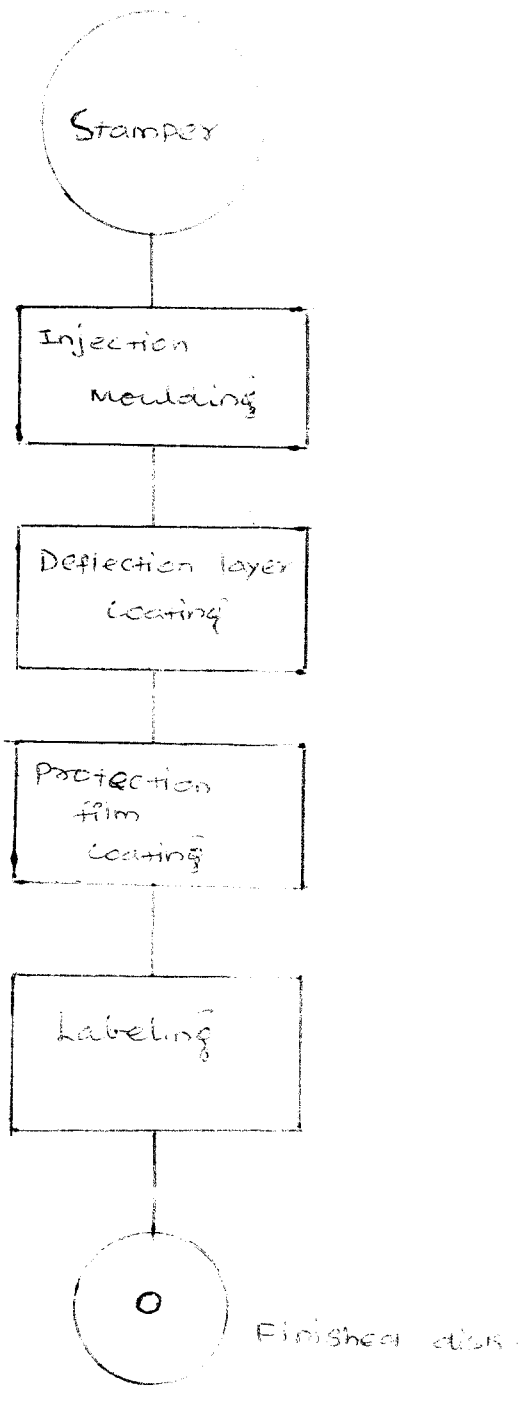 Stamper
Injection
Moulding
Deflection layer
coating
Protection
film
coating
Labeling
Finished disk